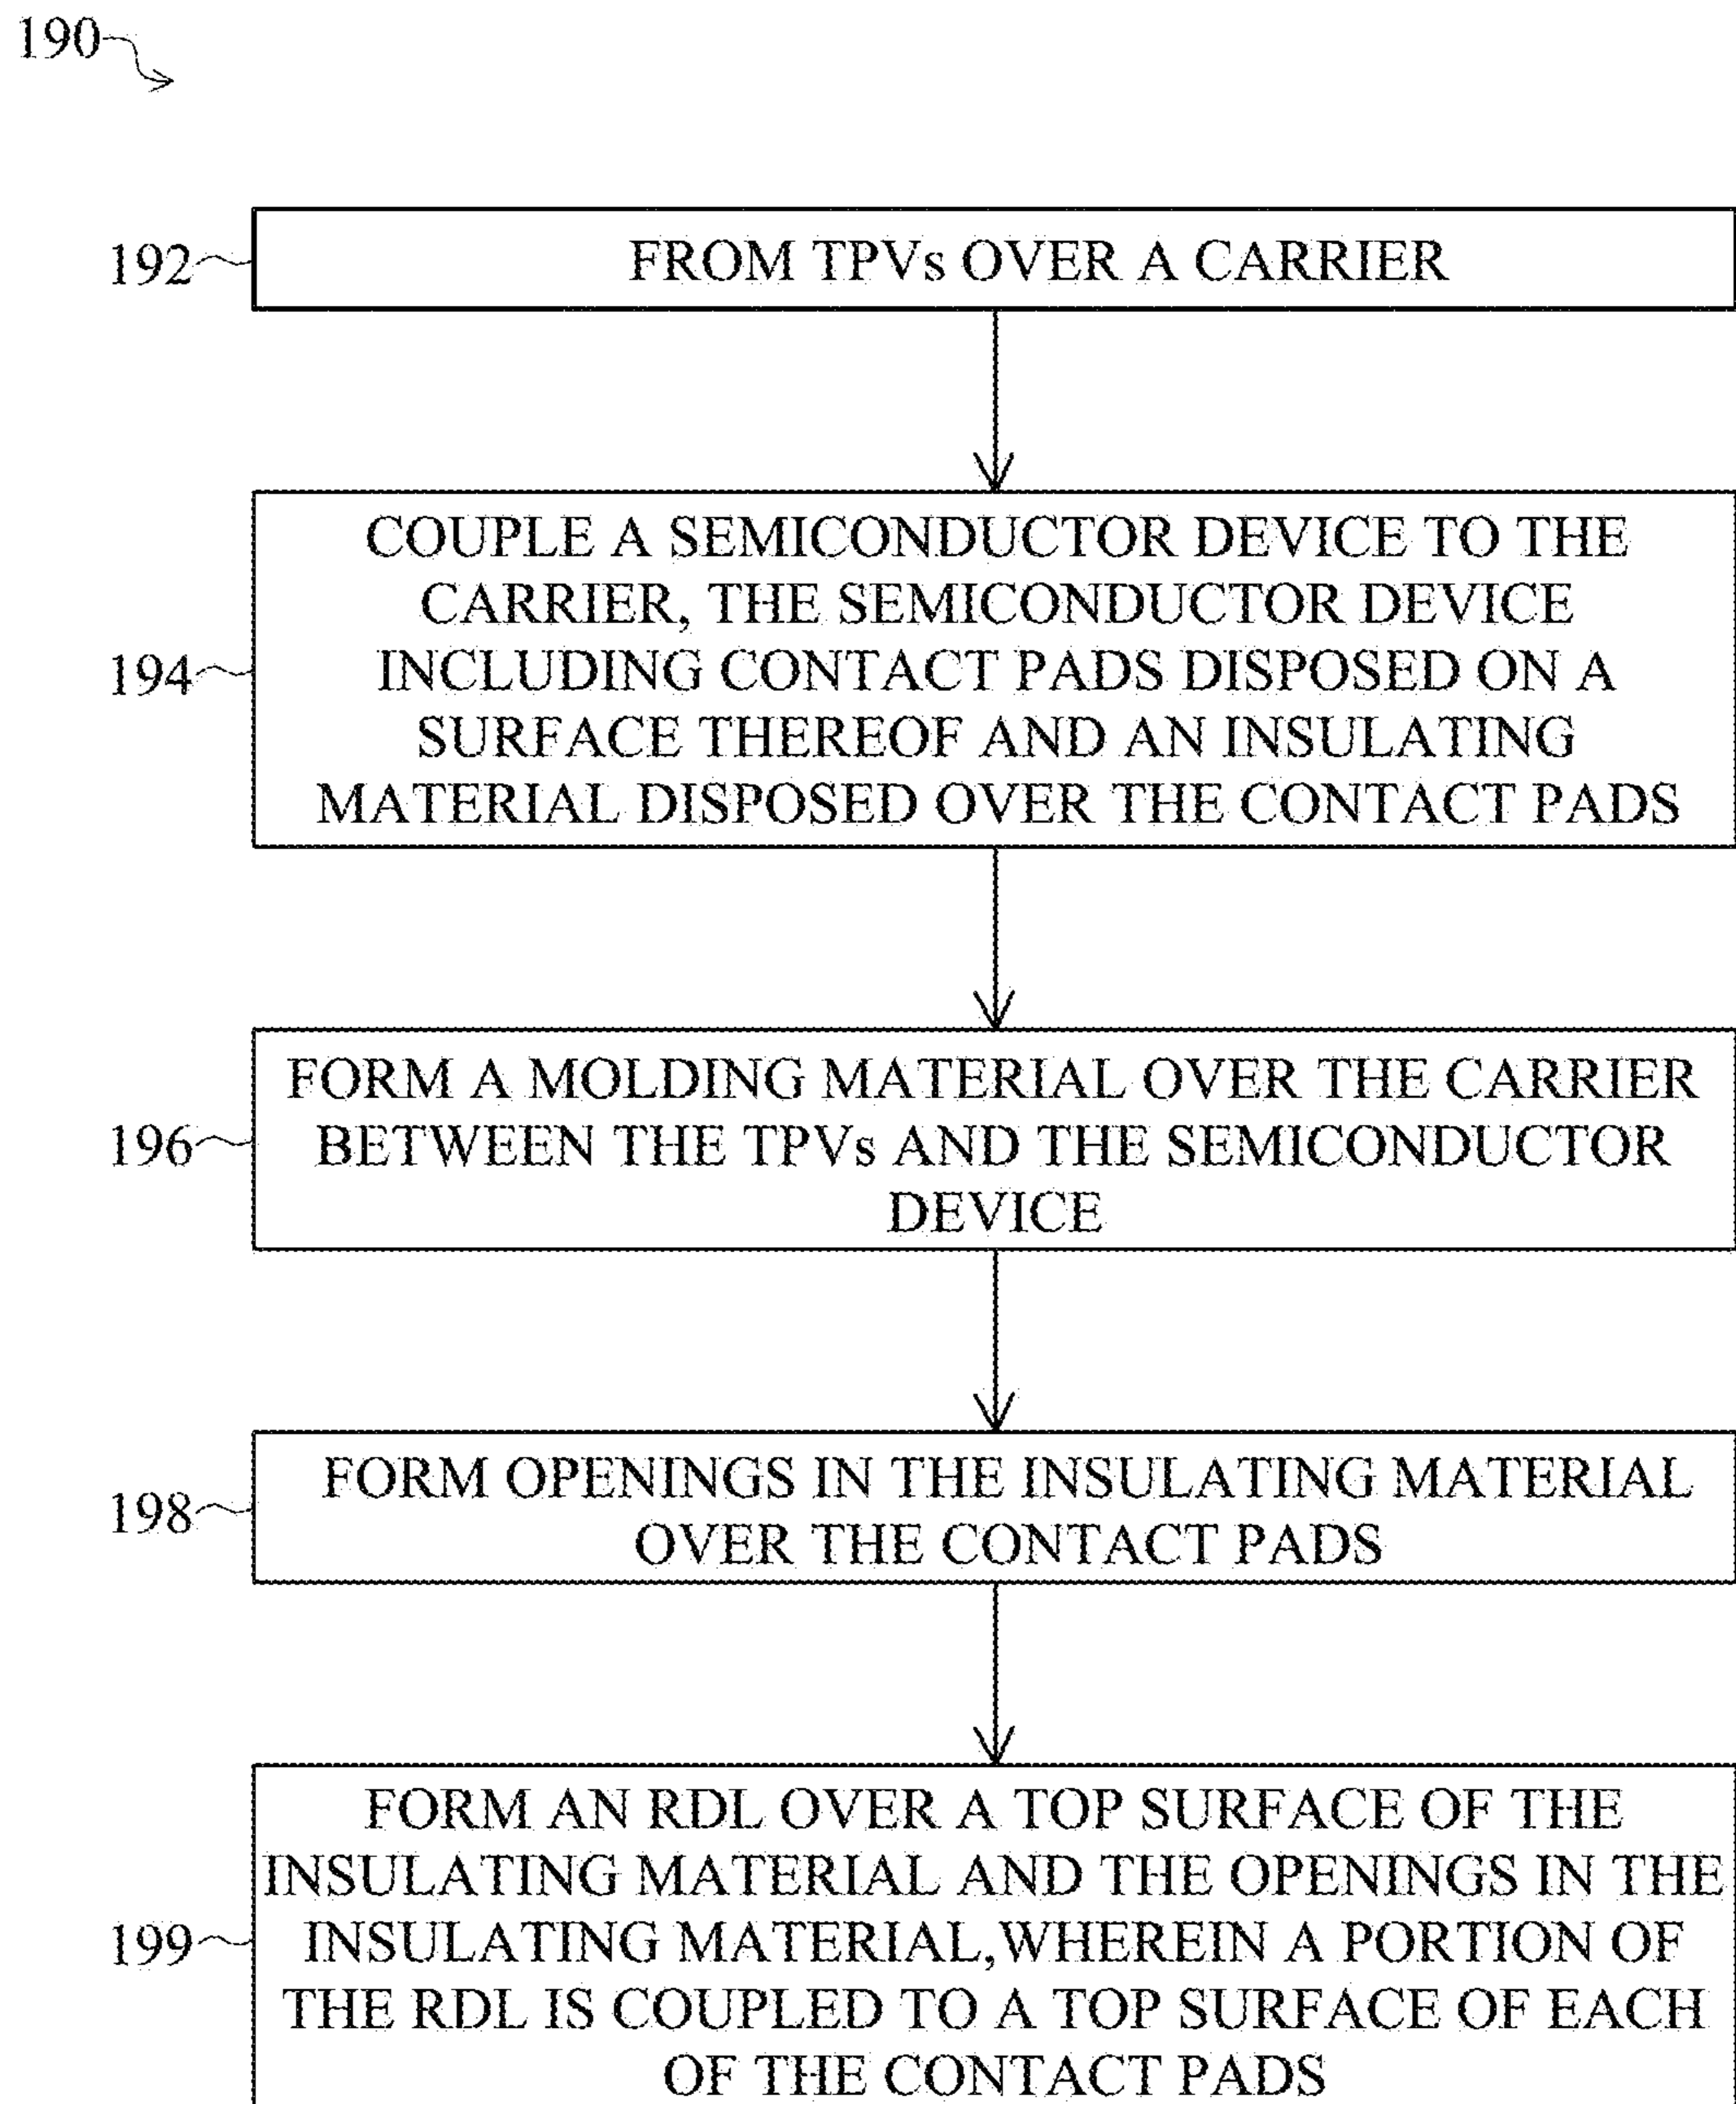 190
192
FROM TPVs OVER A CARRIER
194
COUPLE A SEMICONDUCTOR DEVICE TO THE
CARRIER, THE SEMICONDUCTOR DEVICE
INCLUDING CONTACT PADS DISPOSED ON A
SURFACE THEREOF AND AN INSULATING
MATERIAL DISPOSED OVER THE CONTACT PADS
196
FORM A MOLDING MATERIAL OVER THE CARRIER
BETWEEN THE TPVs AND THE SEMICONDUCTOR
DEVICE
198
FORM OPENINGS IN THE INSULATING MATERIAL
OVER THE CONTACT PADS
199
FORM AN RDL OVER A TOP SURFACE OF THE
INSULATING MATERIAL AND THE OPENINGS IN THE
INSULATING MATERIAL,WHEREIN A PORTION OF
THE RDL IS COUPLED TO A TOP SURFACE OF EACH
OF THE CONTACT PADS